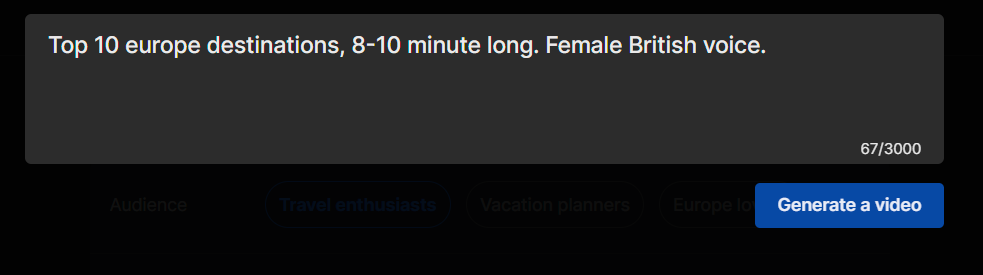 Top 10 europe destinations, 8-10 minute long. Female British voice.
67/3000
Audience
Travel enthusiasts
Vacation planners
Europe lo
Generate a video